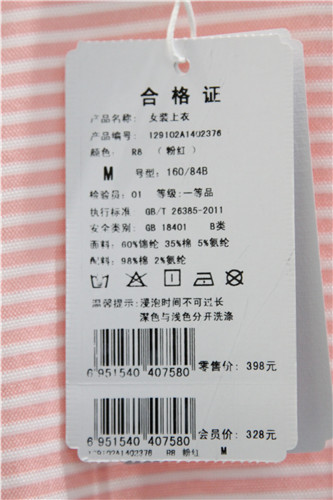 合格证
产品名称: 女装上衣
产品编号: 129102A1402376
颜色: R8 ( 粉红 )
M 号型: 160/84B
检验员: 01 等级: 一等品
执行标准 GB/T 26385-2011
安全类别: GB 18401 B类
面料: 60%锦纶 35%棉 5%氨纶
配料: 98%棉 2%氨纶
温馨提示: 浸泡时间不可过长
深色与浅色分开洗涤
零售价: 398元
6 951540 407580
会员价: 328元
6 951540 407580
129102A1402376 R8 粉红 M